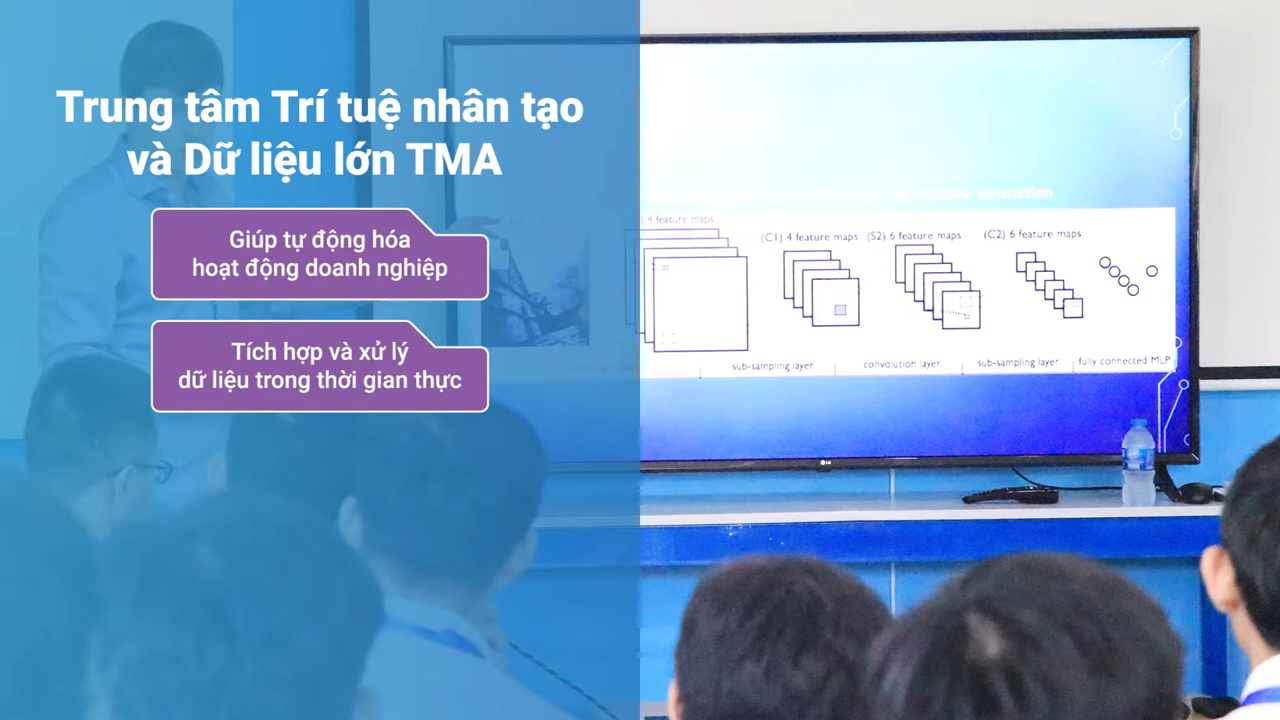 Trung tâm Trí tuệ nhân tạo
và Dữ liệu lớn TMA
Giúp tự động hóa
hoạt động doanh nghiệp
Tích hợp và xử lý
dữ liệu trong thời gian thực
4 feature maps
(C1) 4 feature maps
(S2) 6 feature maps
(C2) 6 feature maps
sub-sampling layer
convolution layer
sub-sampling layer
fully connected MLP
LG